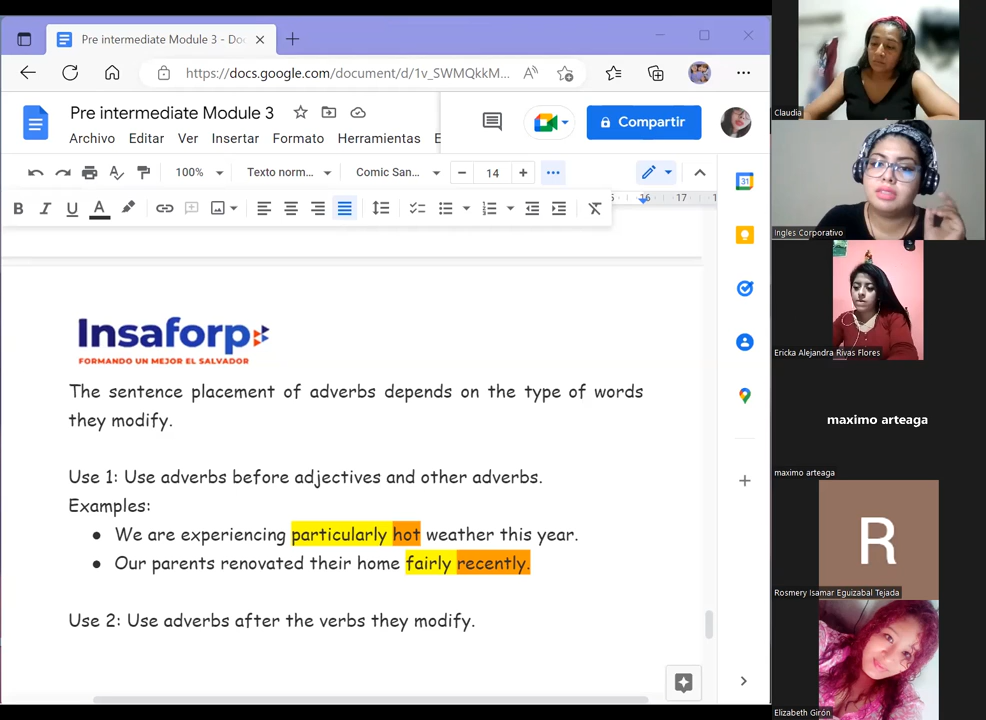 Pre intermediate Module 3 - Doc
https://docs.google.com/document/d/1v_SWMQkkM...
Pre intermediate Module 3
Archivo Editar Ver Insertar Formato Herramientas E
Compartir
100% Texto norm... Comic San... 14
B I U A
16 17
31
Insaforp
FORMANDO UN MEJOR EL SALVADOR
The sentence placement of adverbs depends on the type of words
they modify.
Use 1: Use adverbs before adjectives and other adverbs.
Examples:
● We are experiencing particularly hot weather this year.
● Our parents renovated their home fairly recently.
Use 2: Use adverbs after the verbs they modify.
Claudia
Ingles Corporativo
Ericka Alejandra Rivas Flores
maximo arteaga
maximo arteaga
R
Rosmery Isamar Eguizabal Tejada
Elizabeth Girón